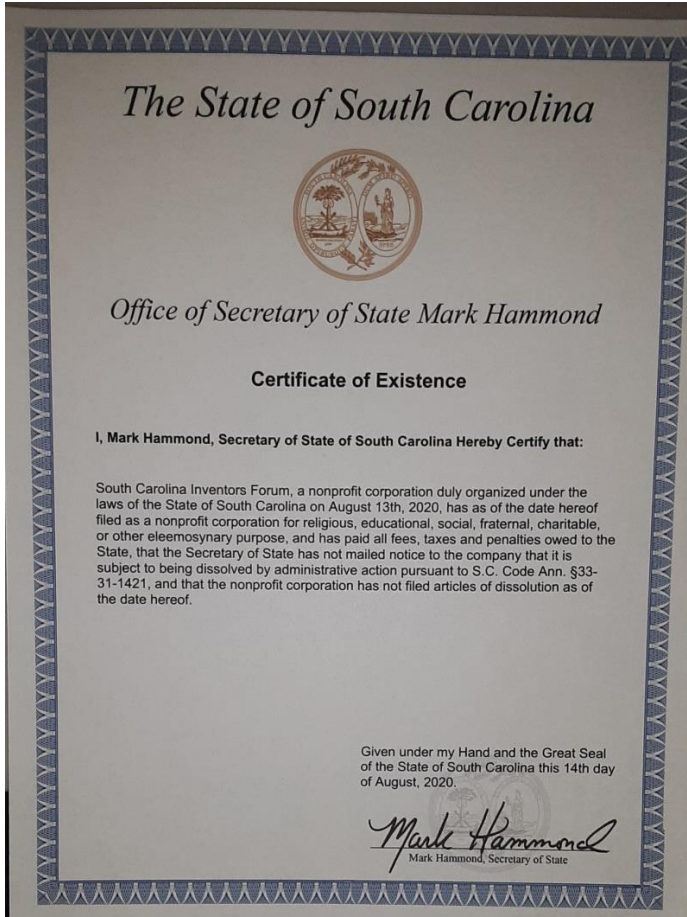 The State of South Carolina
Office of Secretary of State Mark Hammond
Certificate of Existence
I, Mark Hammond, Secretary of State of South Carolina Hereby Certify that:
South Carolina Inventors Forum, a nonprofit corporation duly organized under the
laws of the State of South Carolina on August 13th, 2020, has as of the date hereof
filed as a nonprofit corporation for religious, educational, social, fraternal, charitable,
or other eleemosynary purpose, and has paid all fees, taxes and penalties owed to the
State, that the Secretary of State has not mailed notice to the company that it is
subject to being dissolved by administrative action pursuant to S.C. Code Ann. §33-
31-1421, and that the nonprofit corporation has not filed articles of dissolution as of
the date hereof.
Given under my Hand and the Great Seal
of the State of South Carolina this 14th day
of August, 2020.
Mark Hammond
Mark Hammond, Secretary of State